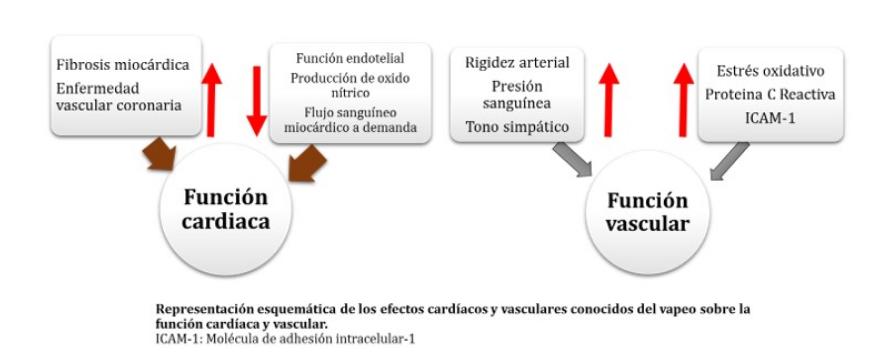 Fibrosis miocárdica
Enfermedad
vascular coronaria
Función endotelial
Producción de oxido
nítrico
Flujo sanguíneo
miocárdico a demanda
Rigidez arterial
Presión
sanguínea
Tono simpático
Estrés oxidativo
Proteina C Reactiva
ICAM-1
Función
cardiaca
Función
vascular
Representación esquemática de los efectos cardíacos y vasculares conocidos del vapeo sobre la
función cardíaca y vascular.
ICAM-1: Molécula de adhesión intracelular-1